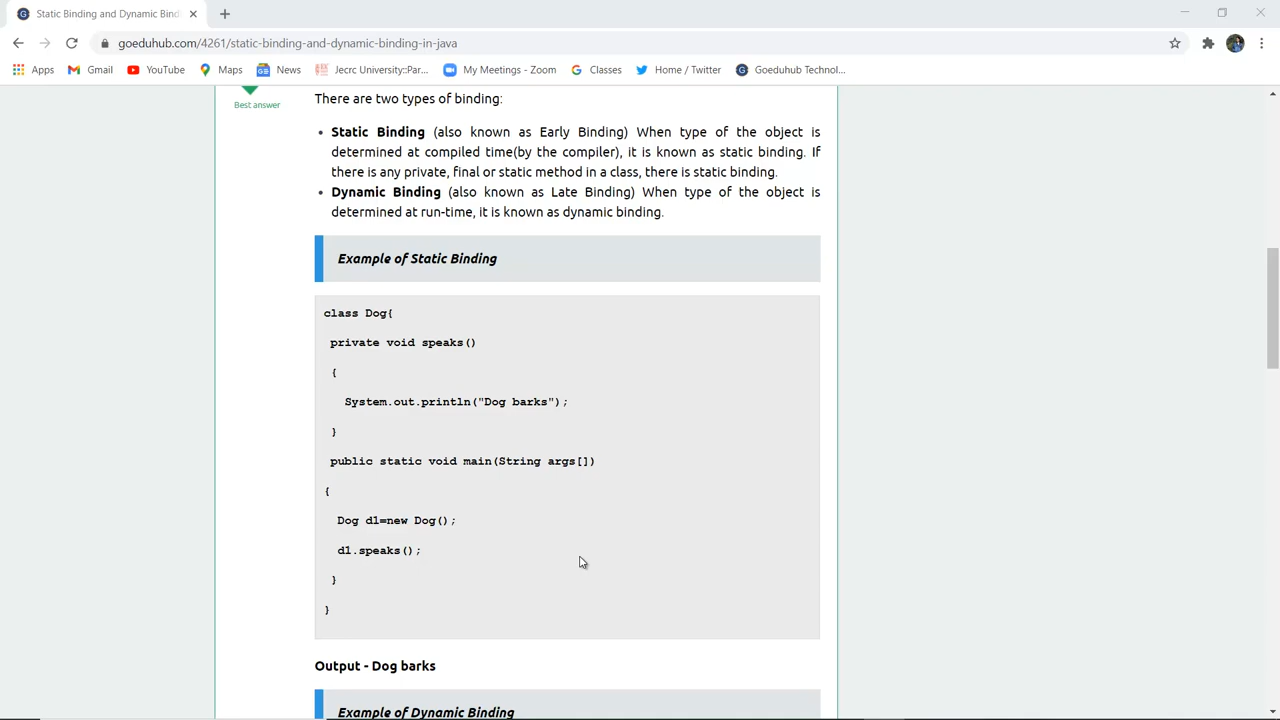 Static Binding and Dynamic Bind
goeduhub.com/4261/static-binding-and-dynamic-binding-in-java
Apps Gmail YouTube Maps News Jecrc University::Par... My Meetings - Zoom Classes Home / Twitter Goeduhub Technol...
Best answer
There are two types of binding:
Static Binding (also known as Early Binding) When type of the object is
determined at compiled time(by the compiler), it is known as static binding. If
there is any private, final or static method in a class, there is static binding.
Dynamic Binding (also known as Late Binding) When type of the object is
determined at run-time, it is known as dynamic binding.
Example of Static Binding
class Dog{
private void speaks()
{
System.out.println("Dog barks");
}
public static void main(String args[])
{
Dog d1=new Dog();
d1.speaks();
}
}
Output - Dog barks
Example of Dynamic Binding